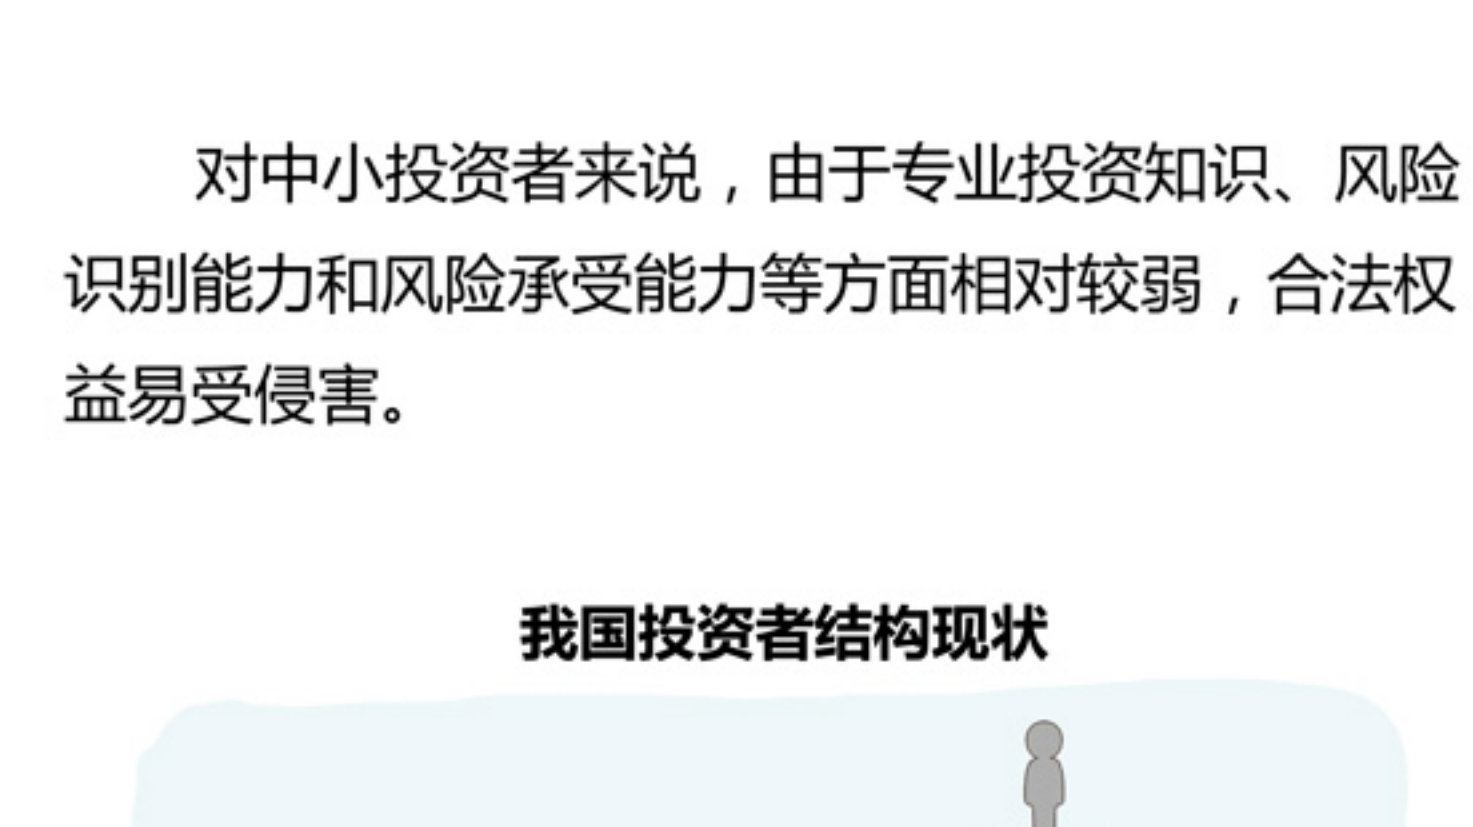 对中小投资者来说，由于专业投资知识、风险
识别能力和风险承受能力等方面相对较弱，合法权
益易受侵害。
我国投资者结构现状